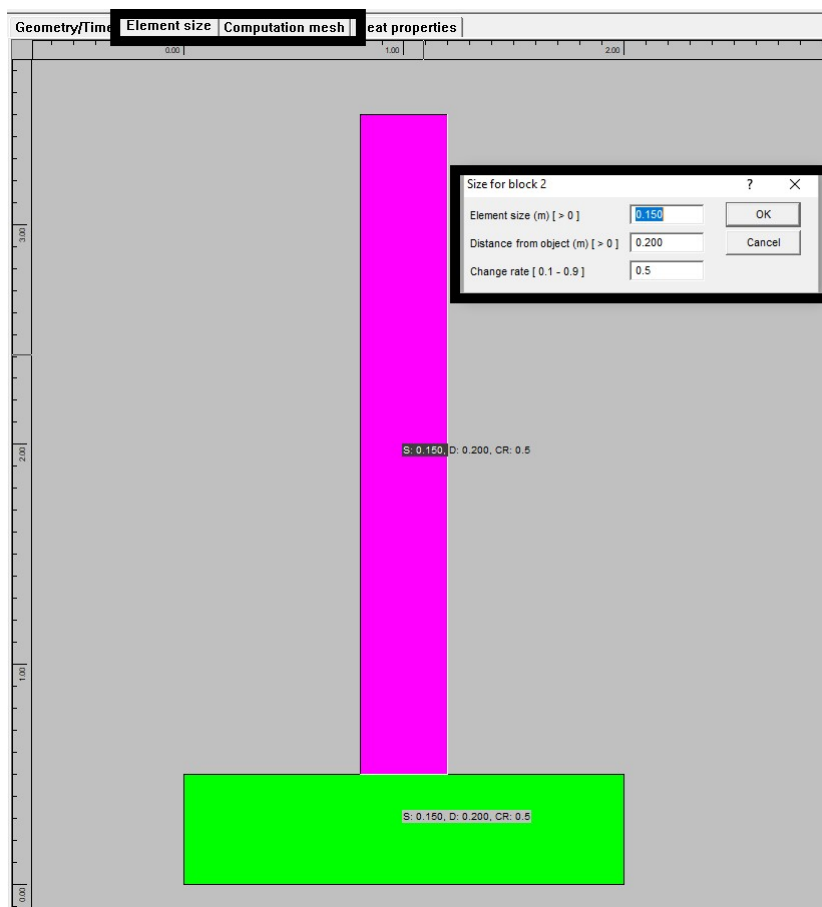 Geometry/Time Element size Computation mesh eat properties
0.00 1.00 2.00
Size for block 2 ? X
Element size (m) [ > 0 ] 0.150 OK
Distance from object (m) [ > 0 ] 0.200 Cancel
Change rate [ 0.1 - 0.9 ] 0.5
3.00
S: 0.150, D: 0.200, CR: 0.5
2.00
1.00
S: 0.150, D: 0.200, CR: 0.5
0.00